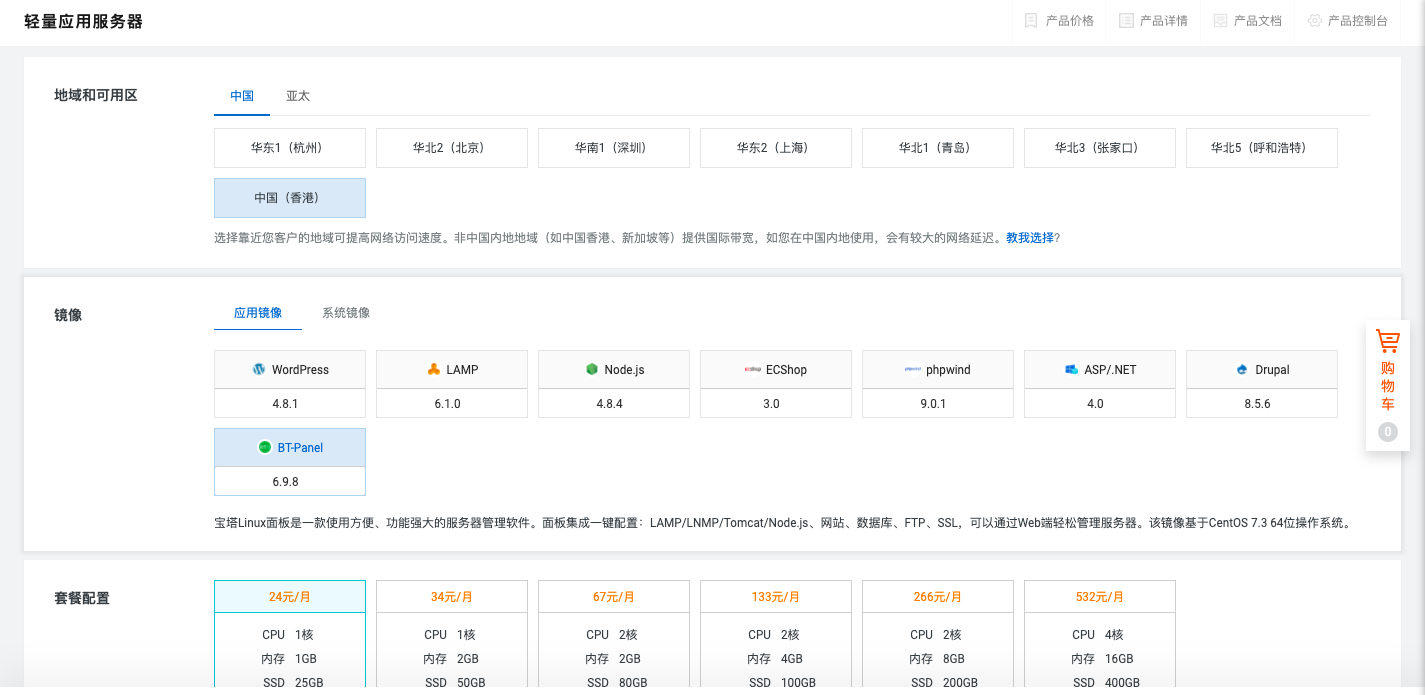 轻量应用服务器
产品价格 产品详情 产品文档 产品控制台
地域和可用区
中国 亚太
华东1（杭州） 华北2（北京） 华南1（深圳） 华东2（上海） 华北1（青岛） 华北3（张家口） 华北5（呼和浩特）
中国（香港）
选择靠近您客户的地域可提高网络访问速度。非中国内地地域（如中国香港、新加坡等）提供国际带宽，如您在中国内地使用，会有较大的网络延迟。教我选择?
镜像
应用镜像 系统镜像
WordPress LAMP Node.js ECShop phpwind ASP/.NET Drupal
4.8.1 6.1.0 4.8.4 3.0 9.0.1 4.0 8.5.6
BT-Panel
6.9.8
宝塔Linux面板是一款使用方便、功能强大的服务器管理软件。面板集成一键配置：LAMP/LNMP/Tomcat/Node.js、网站、数据库、FTP、SSL，可以通过Web端轻松管理服务器。该镜像基于CentOS 7.3 64位操作系统。
购
物
车
0
套餐配置
24元/月 34元/月 67元/月 133元/月 266元/月 532元/月
CPU 1核 CPU 1核 CPU 2核 CPU 2核 CPU 2核 CPU 4核
内存 1GB 内存 2GB 内存 2GB 内存 4GB 内存 8GB 内存 16GB
SSD 25GB SSD 50GB SSD 80GB SSD 100GB SSD 200GB SSD 400GB